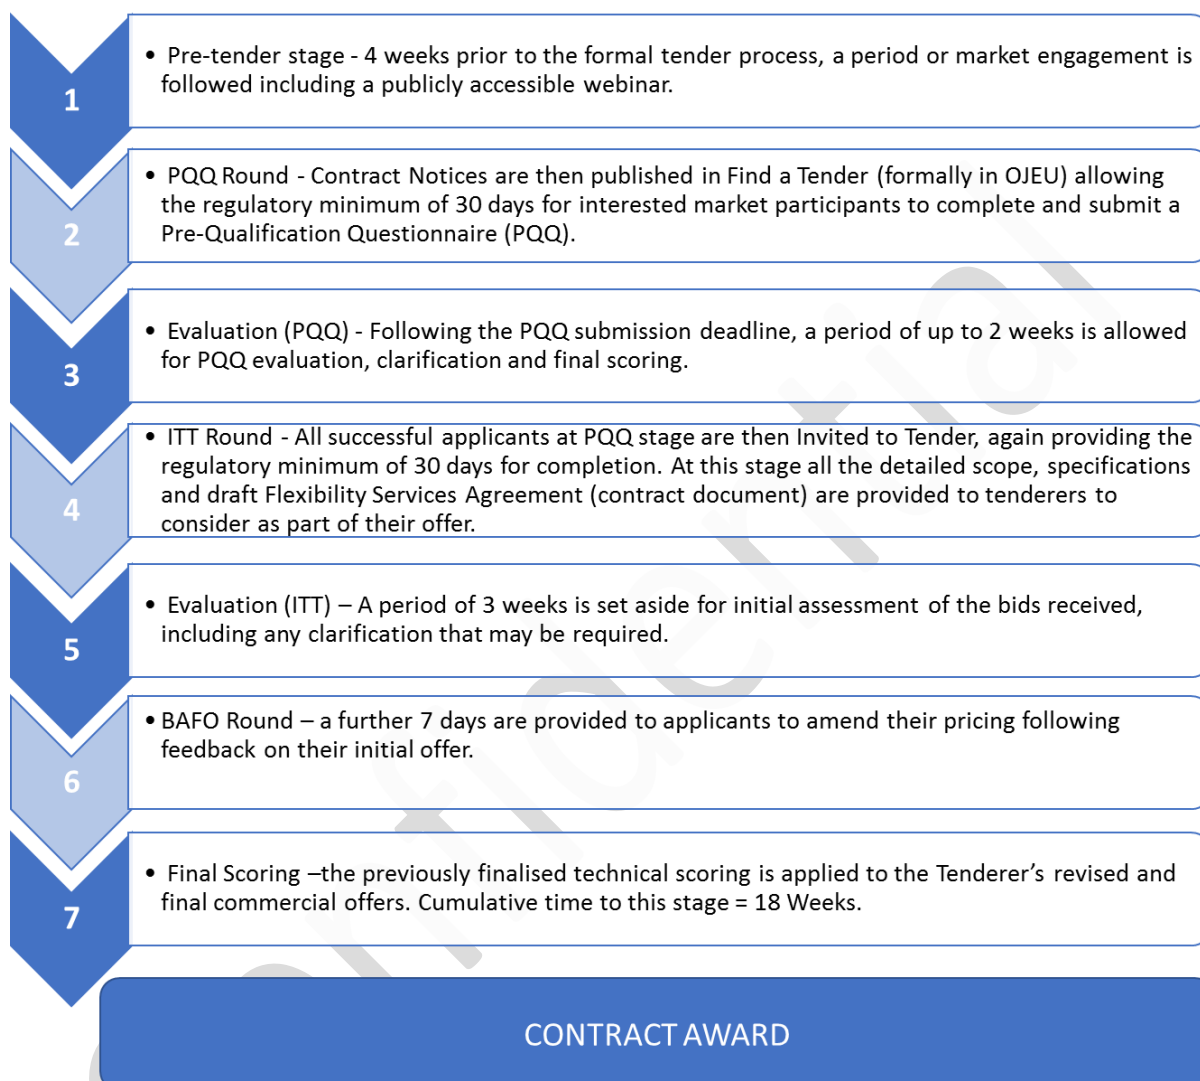 1
• Pre-tender stage - 4 weeks prior to the formal tender process, a period or market engagement is
followed including a publicly accessible webinar.
2
• PQQ Round - Contract Notices are then published in Find a Tender (formally in OJEU) allowing
the regulatory minimum of 30 days for interested market participants to complete and submit a
Pre-Qualification Questionnaire (PQQ).
3
• Evaluation (PQQ) - Following the PQQ submission deadline, a period of up to 2 weeks is allowed
for PQQ evaluation, clarification and final scoring.
4
• ITT Round - All successful applicants at PQQ stage are then Invited to Tender, again providing the
regulatory minimum of 30 days for completion. At this stage all the detailed scope, specifications
and draft Flexibility Services Agreement (contract document) are provided to tenderers to
consider as part of their offer.
5
• Evaluation (ITT) – A period of 3 weeks is set aside for initial assessment of the bids received,
including any clarification that may be required.
6
• BAFO Round – a further 7 days are provided to applicants to amend their pricing following
feedback on their initial offer.
7
• Final Scoring –the previously finalised technical scoring is applied to the Tenderer’s revised and
final commercial offers. Cumulative time to this stage = 18 Weeks.
CONTRACT AWARD
Confidential